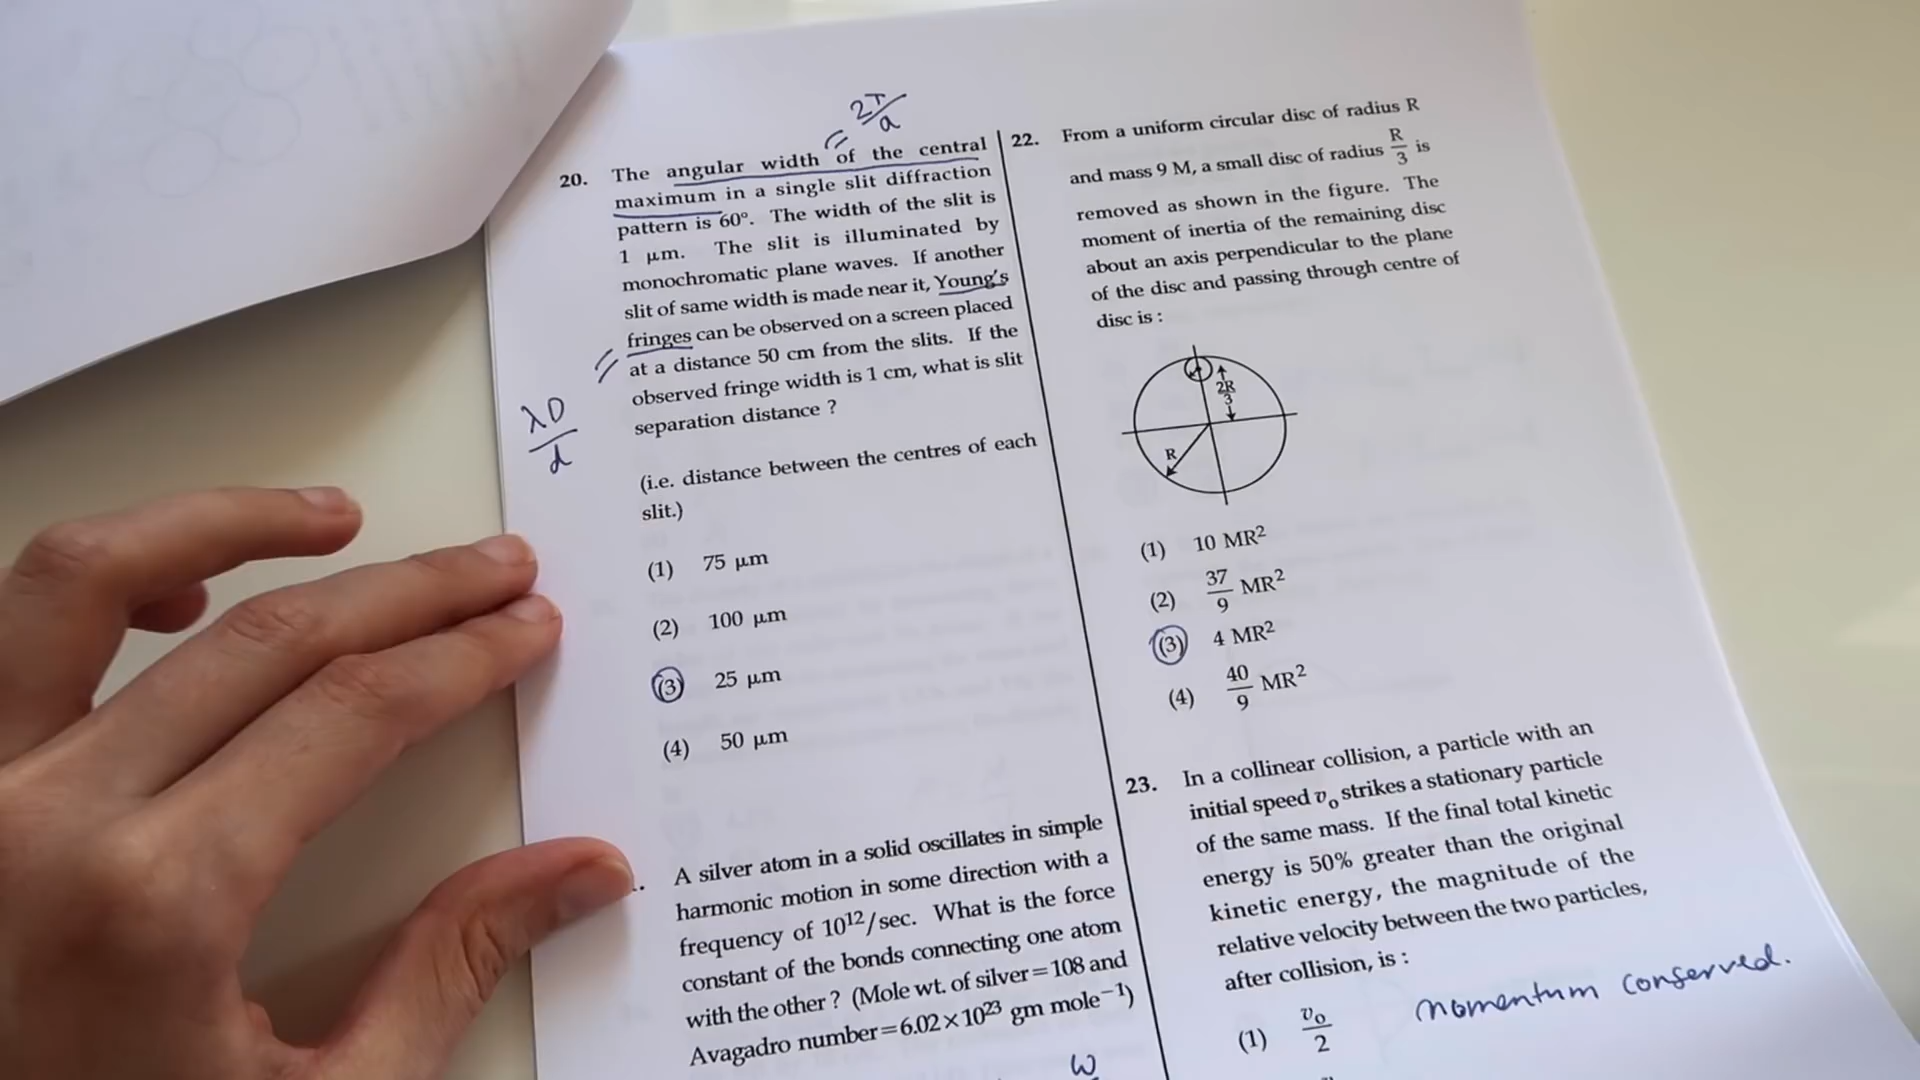 2π/a
20. The angular width of the central
maximum in a single slit diffraction
pattern is 60°. The width of the slit is
1 μm. The slit is illuminated by
monochromatic plane waves. If another
slit of same width is made near it, Young's
fringes can be observed on a screen placed
at a distance 50 cm from the slits. If the
observed fringe width is 1 cm, what is slit
separation distance ?
λD
d
(i.e. distance between the centres of each
slit.)
(1) 75 μm
(2) 100 μm
(3) 25 μm
(4) 50 μm
. A silver atom in a solid oscillates in simple
harmonic motion in some direction with a
frequency of 10¹²/sec. What is the force
constant of the bonds connecting one atom
with the other ? (Mole wt. of silver=108 and
Avagadro number=6.02×10²³ gm mole⁻¹)
ω
22. From a uniform circular disc of radius R
and mass 9 M, a small disc of radius R/3 is
removed as shown in the figure. The
moment of inertia of the remaining disc
about an axis perpendicular to the plane
of the disc and passing through centre of
disc is :
2R
3
R
(1) 10 MR²
(2) 37/9 MR²
(3) 4 MR²
(4) 40/9 MR²
23. In a collinear collision, a particle with an
initial speed v₀ strikes a stationary particle
of the same mass. If the final total kinetic
energy is 50% greater than the original
kinetic energy, the magnitude of the
relative velocity between the two particles,
after collision, is :
momentum conserved.
(1) v₀/2